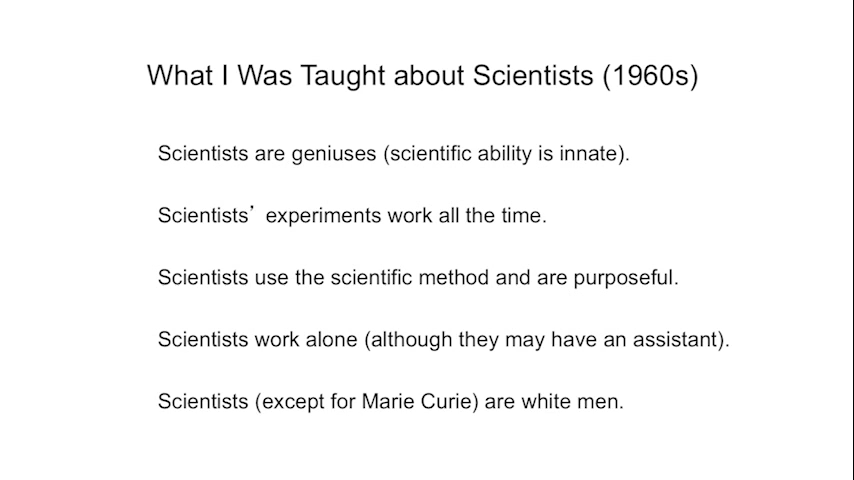 What I Was Taught about Scientists (1960s)
Scientists are geniuses (scientific ability is innate).
Scientists’ experiments work all the time.
Scientists use the scientific method and are purposeful.
Scientists work alone (although they may have an assistant).
Scientists (except for Marie Curie) are white men.